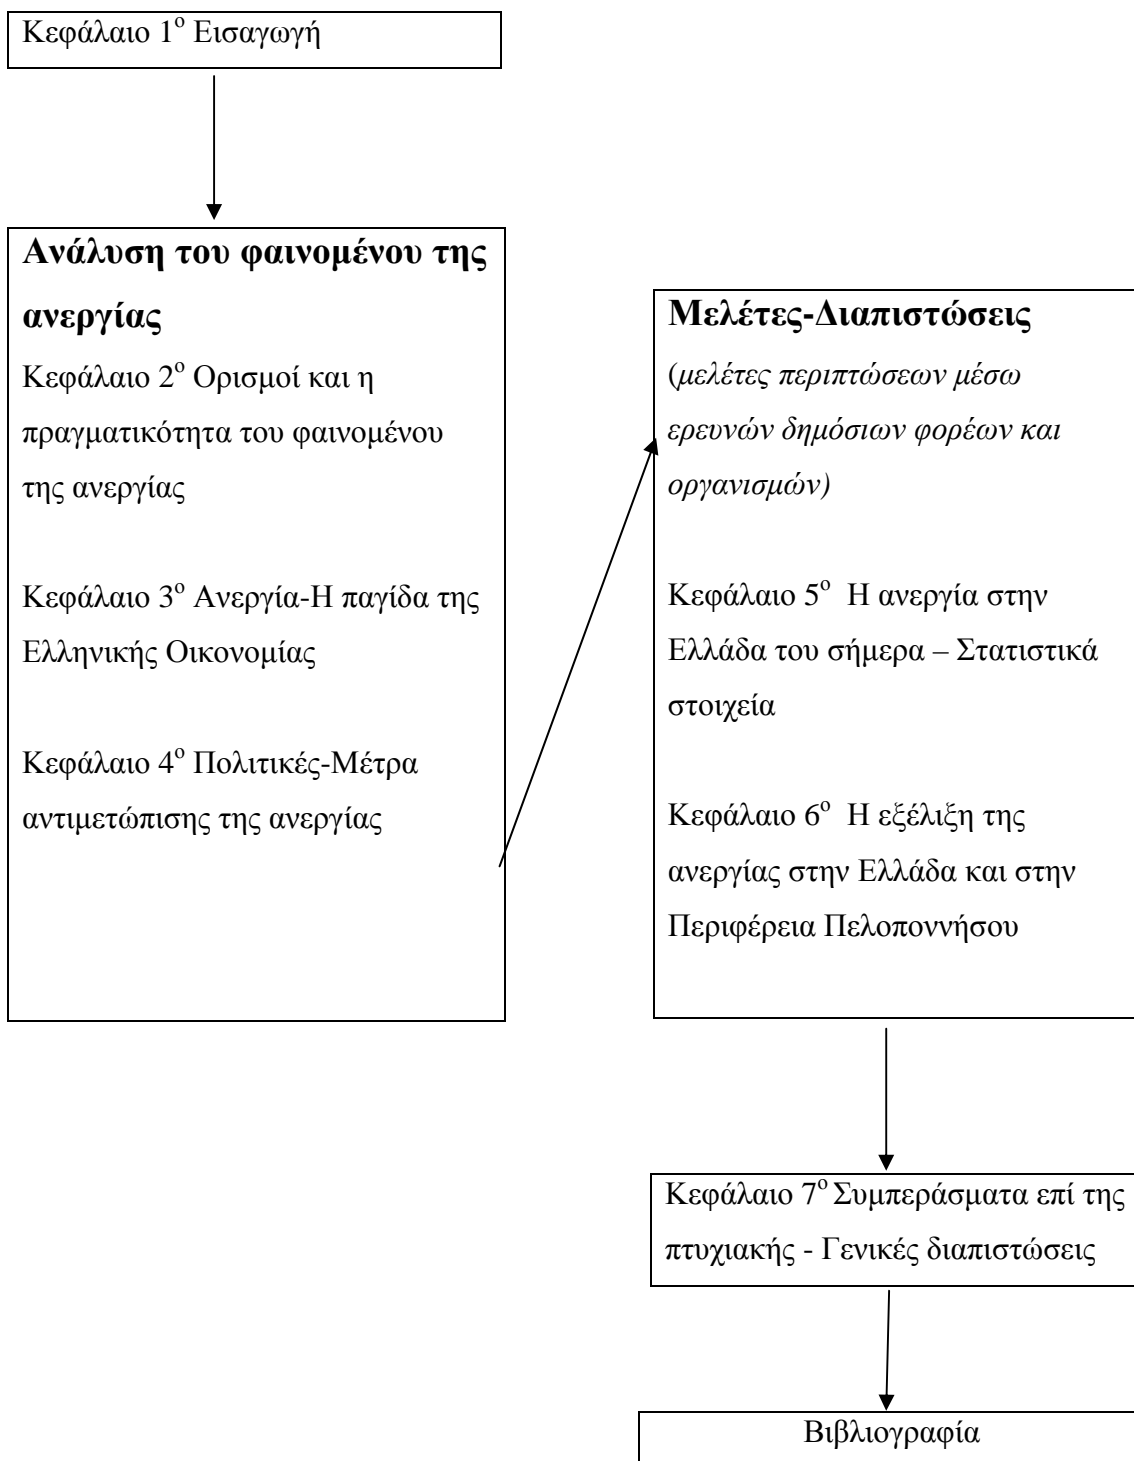 Κεφάλαιο 1ο Εισαγωγή
Ανάλυση του φαινομένου της
ανεργίας
Κεφάλαιο 2ο Ορισμοί και η
πραγματικότητα του φαινομένου
της ανεργίας
Κεφάλαιο 3ο Ανεργία-Η παγίδα της
Ελληνικής Οικονομίας
Κεφάλαιο 4ο Πολιτικές-Μέτρα
αντιμετώπισης της ανεργίας
Μελέτες-Διαπιστώσεις
(μελέτες περιπτώσεων μέσω
ερευνών δημόσιων φορέων και
οργανισμών)
Κεφάλαιο 5ο Η ανεργία στην
Ελλάδα του σήμερα – Στατιστικά
στοιχεία
Κεφάλαιο 6ο Η εξέλιξη της
ανεργίας στην Ελλάδα και στην
Περιφέρεια Πελοποννήσου
Κεφάλαιο 7ο Συμπεράσματα επί της
πτυχιακής - Γενικές διαπιστώσεις
Βιβλιογραφία